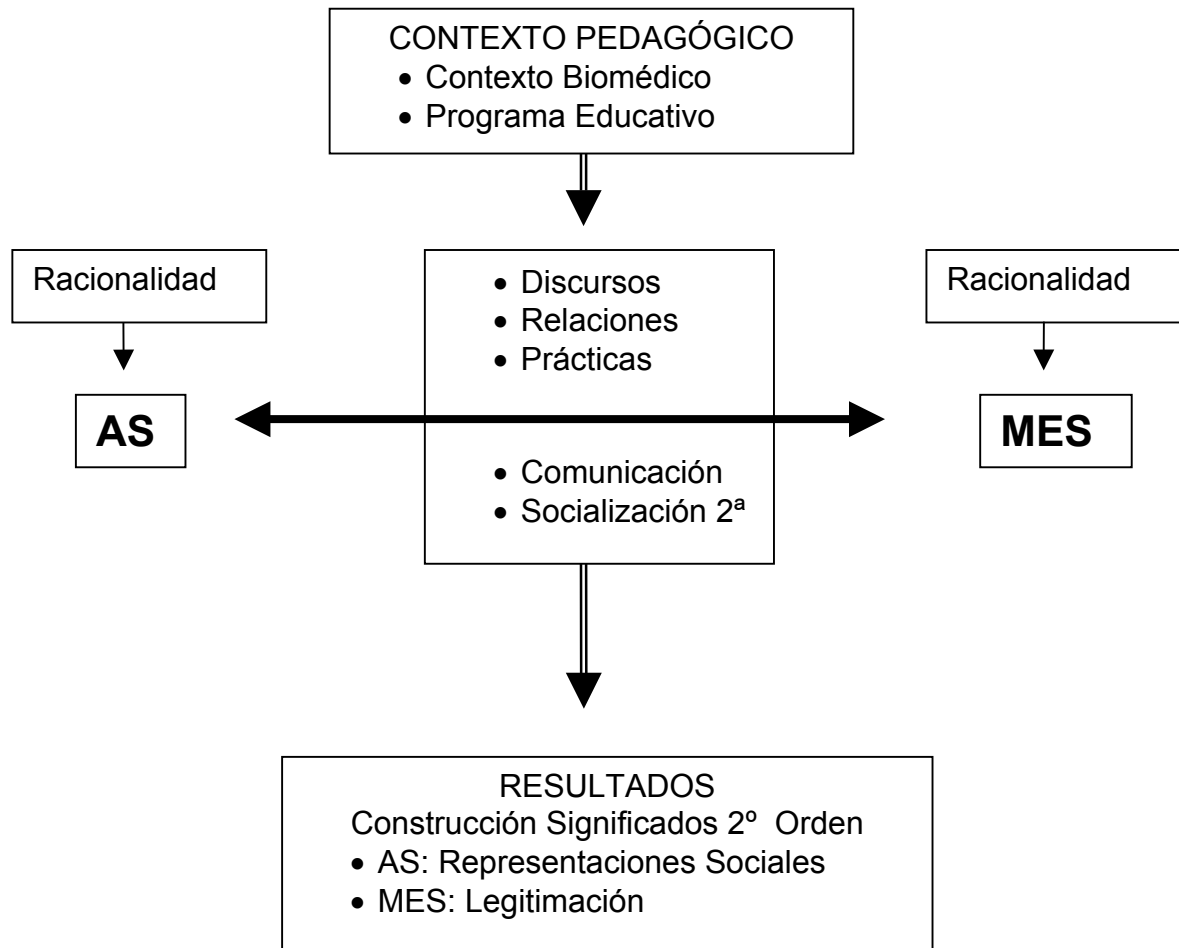 CONTEXTO PEDAGÓGICO
• Contexto Biomédico
• Programa Educativo
Racionalidad
• Discursos
• Relaciones
• Prácticas
Racionalidad
AS
MES
• Comunicación
• Socialización 2ª
RESULTADOS
Construcción Significados 2º Orden
• AS: Representaciones Sociales
• MES: Legitimación